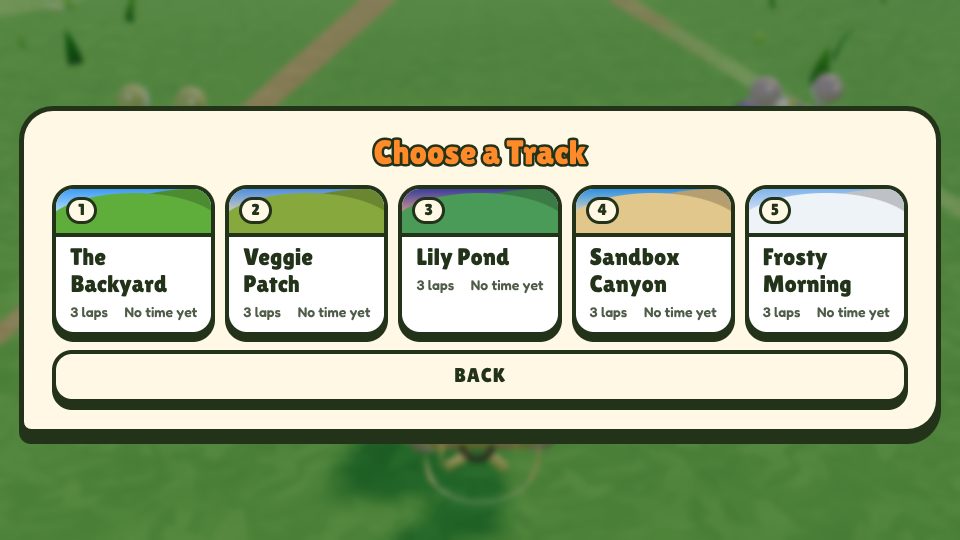 Choose a Track
1
The
Backyard
3 laps No time yet
2
Veggie
Patch
3 laps No time yet
3
Lily Pond
3 laps No time yet
4
Sandbox
Canyon
3 laps No time yet
5
Frosty
Morning
3 laps No time yet
BACK